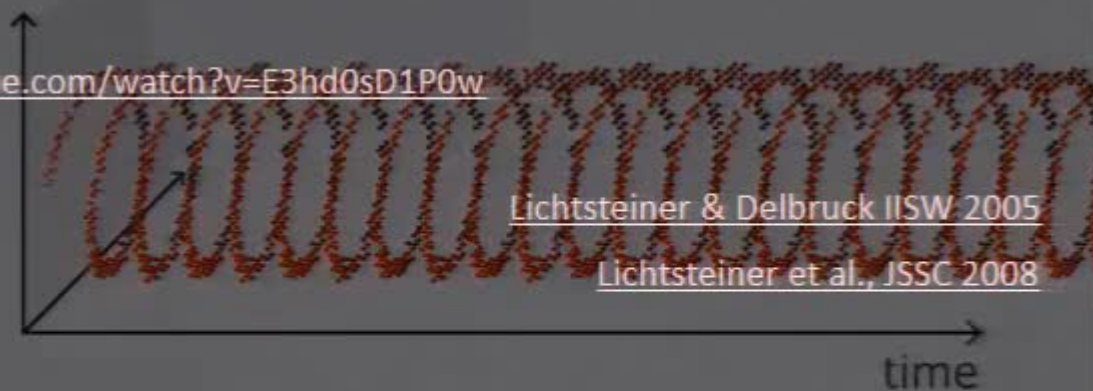 e.com/watch?v=E3hd0sD1P0w
Lichtsteiner & Delbruck IISW 2005
Lichtsteiner et al., JSSC 2008
time